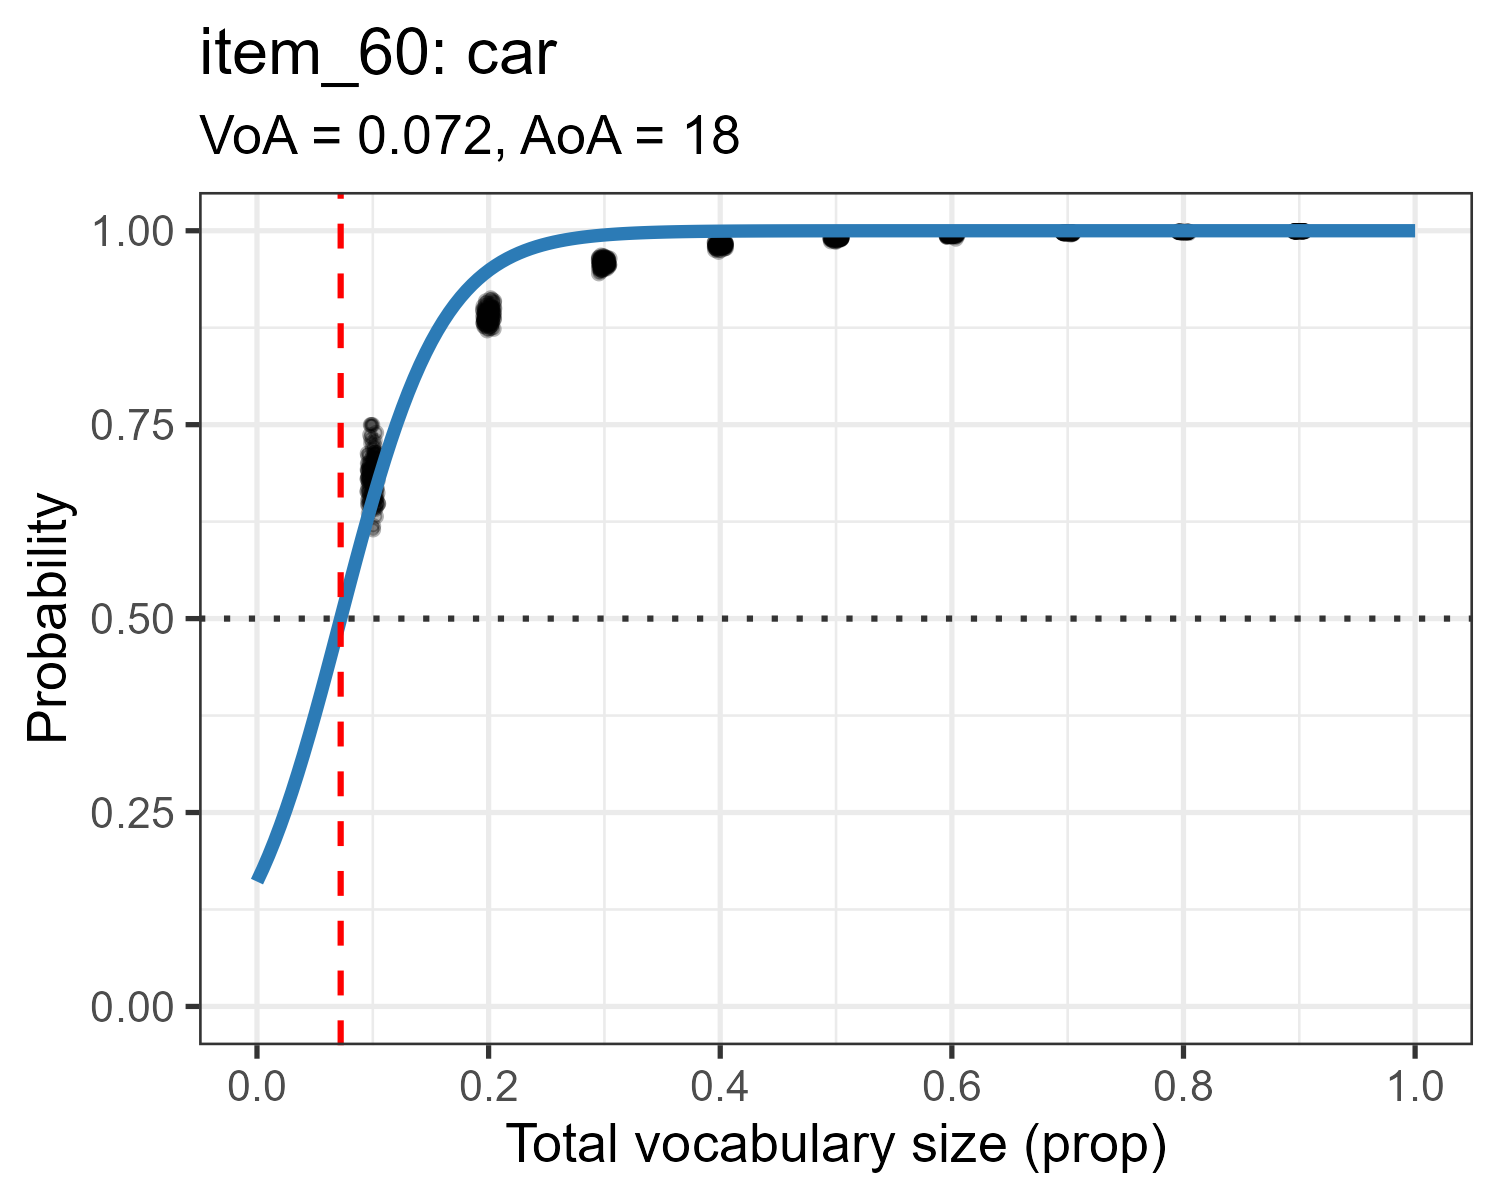 item_60: car
VoA = 0.072, AoA = 18
1.00
0.75
0.50
0.25
0.00
Probability
0.0 0.2 0.4 0.6 0.8 1.0
Total vocabulary size (prop)